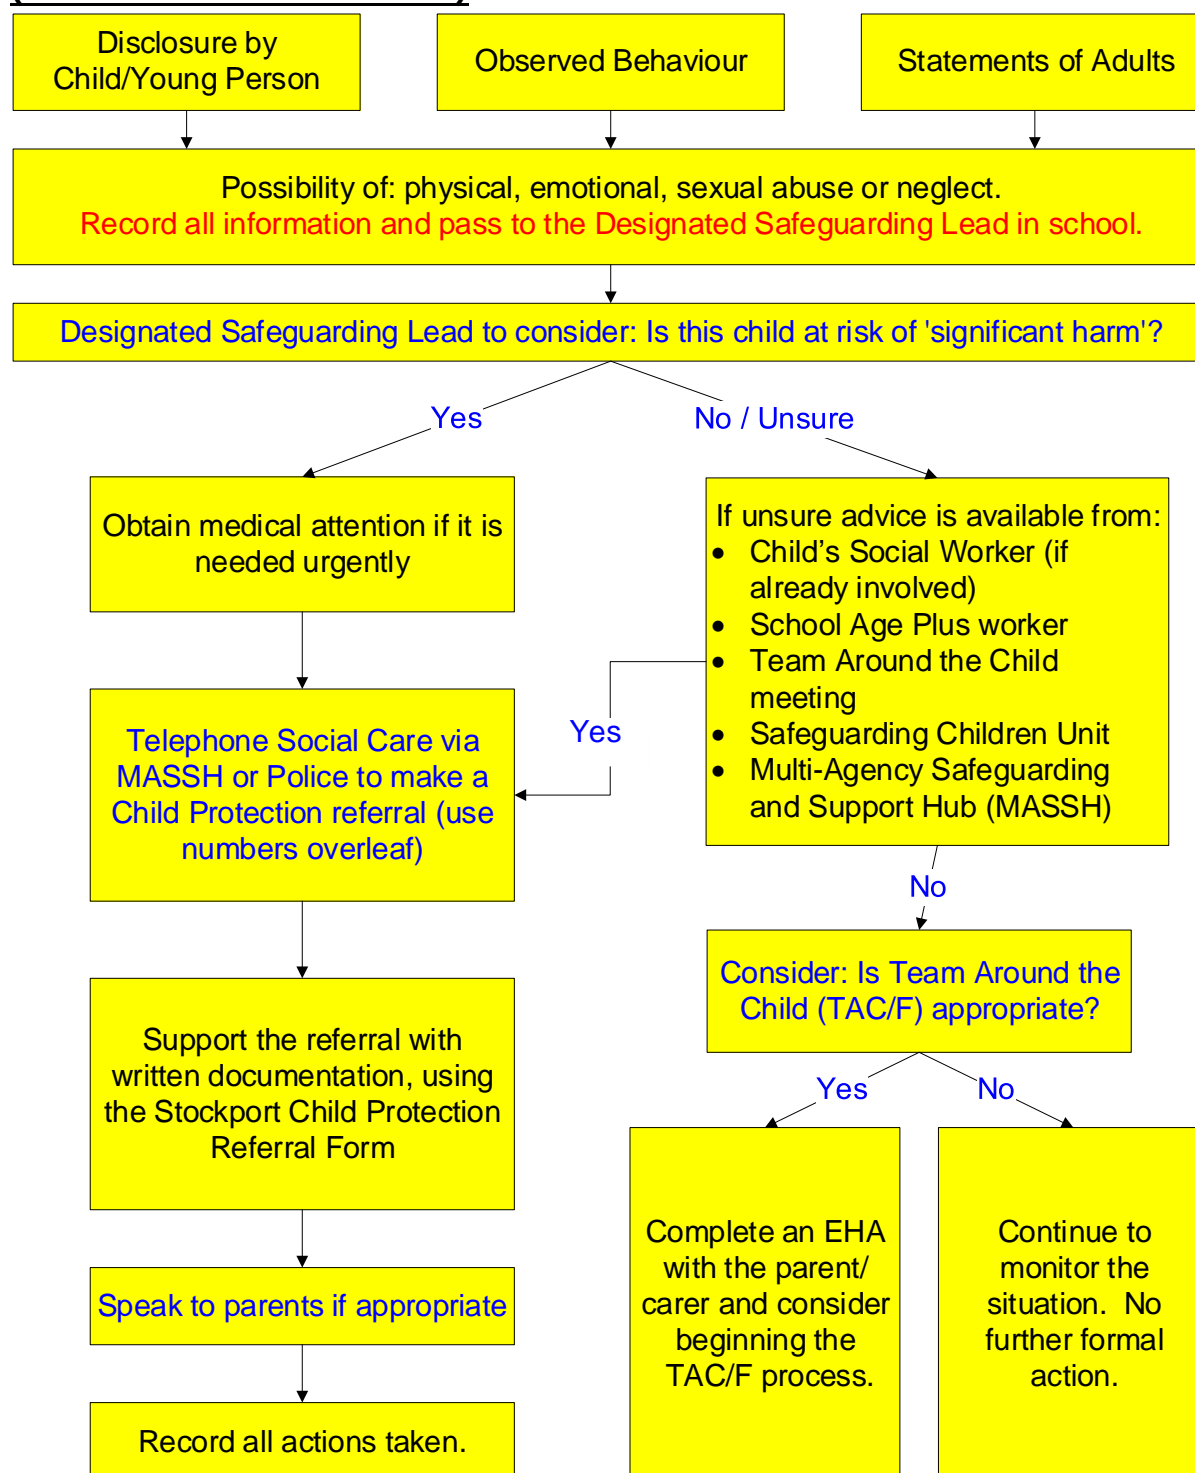 Disclosure by
Child/Young Person
Observed Behaviour
Statements of Adults
Possibility of: physical, emotional, sexual abuse or neglect.
Record all information and pass to the Designated Safeguarding Lead in school.
Designated Safeguarding Lead to consider: Is this child at risk of 'significant harm'?
Yes
No / Unsure
Obtain medical attention if it is
needed urgently
If unsure advice is available from:
• Child's Social Worker (if
already involved)
• School Age Plus worker
• Team Around the Child
meeting
• Safeguarding Children Unit
• Multi-Agency Safeguarding
and Support Hub (MASSH)
Yes
Telephone Social Care via
MASSH or Police to make a
Child Protection referral (use
numbers overleaf)
No
Consider: Is Team Around the
Child (TAC/F) appropriate?
Support the referral with
written documentation, using
the Stockport Child Protection
Referral Form
Yes
No
Complete an EHA
with the parent/
carer and consider
beginning the
TAC/F process.
Continue to
monitor the
situation.  No
further formal
action.
Speak to parents if appropriate
Record all actions taken.